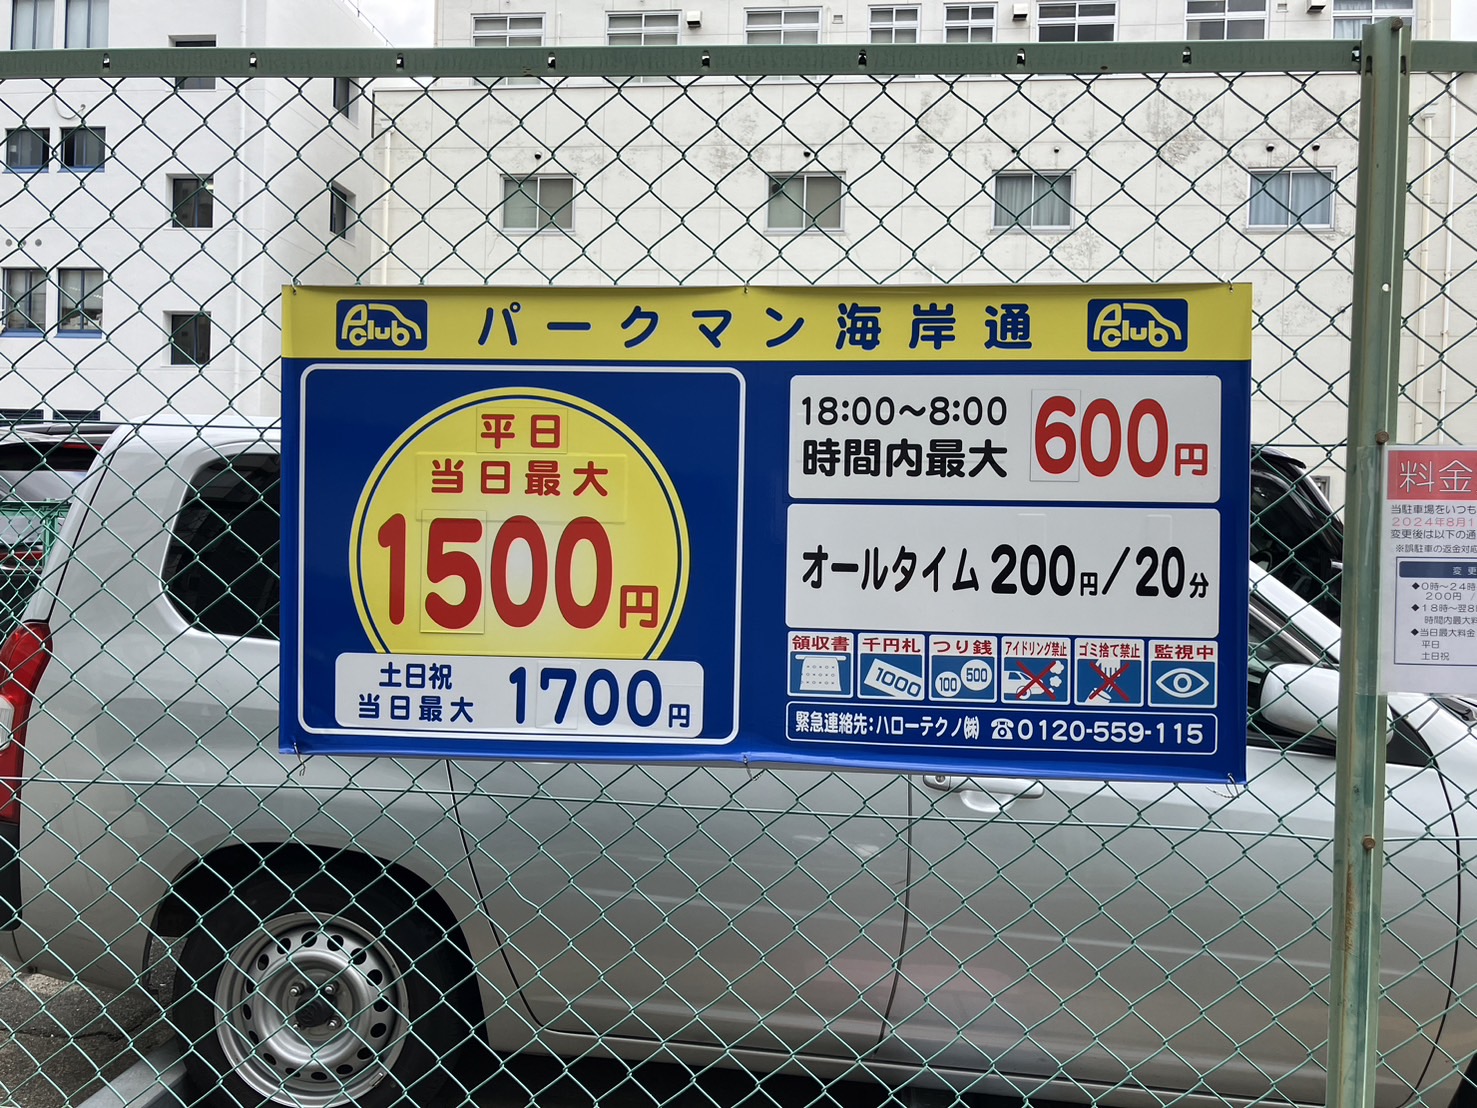 P club パークマン海岸通 P club
平日
当日最大
1500円
土日祝
当日最大 1700円
18:00～8:00
時間内最大 600円
オールタイム 200円/20分
領収書 千円札 つり銭 アイドリング禁止 ゴミ捨て禁止 監視中
1000 100 500
緊急連絡先:ハローテクノ㈱ ☎0120-559-115
料金
当駐車場をいつも
2024年8月1
変更後は以下の通
※誤駐車の返金対
変更
◆0時～24時
200円 /
◆18時～翌8
時間内最大料
◆当日最大料金
平日
土日祝